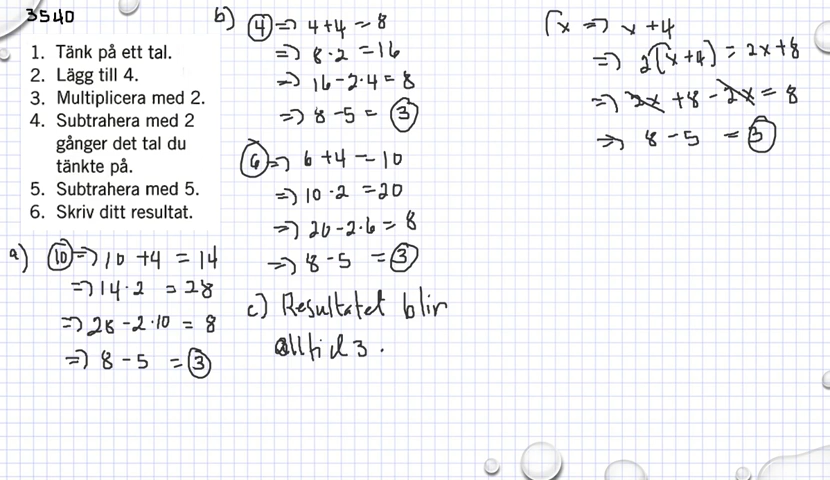 3540
1. Tänk på ett tal.
2. Lägg till 4.
3. Multiplicera med 2.
4. Subtrahera med 2
gånger det tal du
tänkte på.
5. Subtrahera med 5.
6. Skriv ditt resultat.
a) 10 => 10 + 4 = 14
=> 14 · 2 = 28
=> 28 - 2 · 10 = 8
=> 8 - 5 = 3
b) 4 => 4 + 4 = 8
=> 8 · 2 = 16
=> 16 - 2 · 4 = 8
=> 8 - 5 = 3
6 => 6 + 4 = 10
=> 10 · 2 = 20
=> 20 - 2 · 6 = 8
=> 8 - 5 = 3
c) Resultatet blir
alltid 3.
x => x + 4
=> 2(x + 4) = 2x + 8
=> 2x + 8 - 2x = 8
=> 8 - 5 = 3